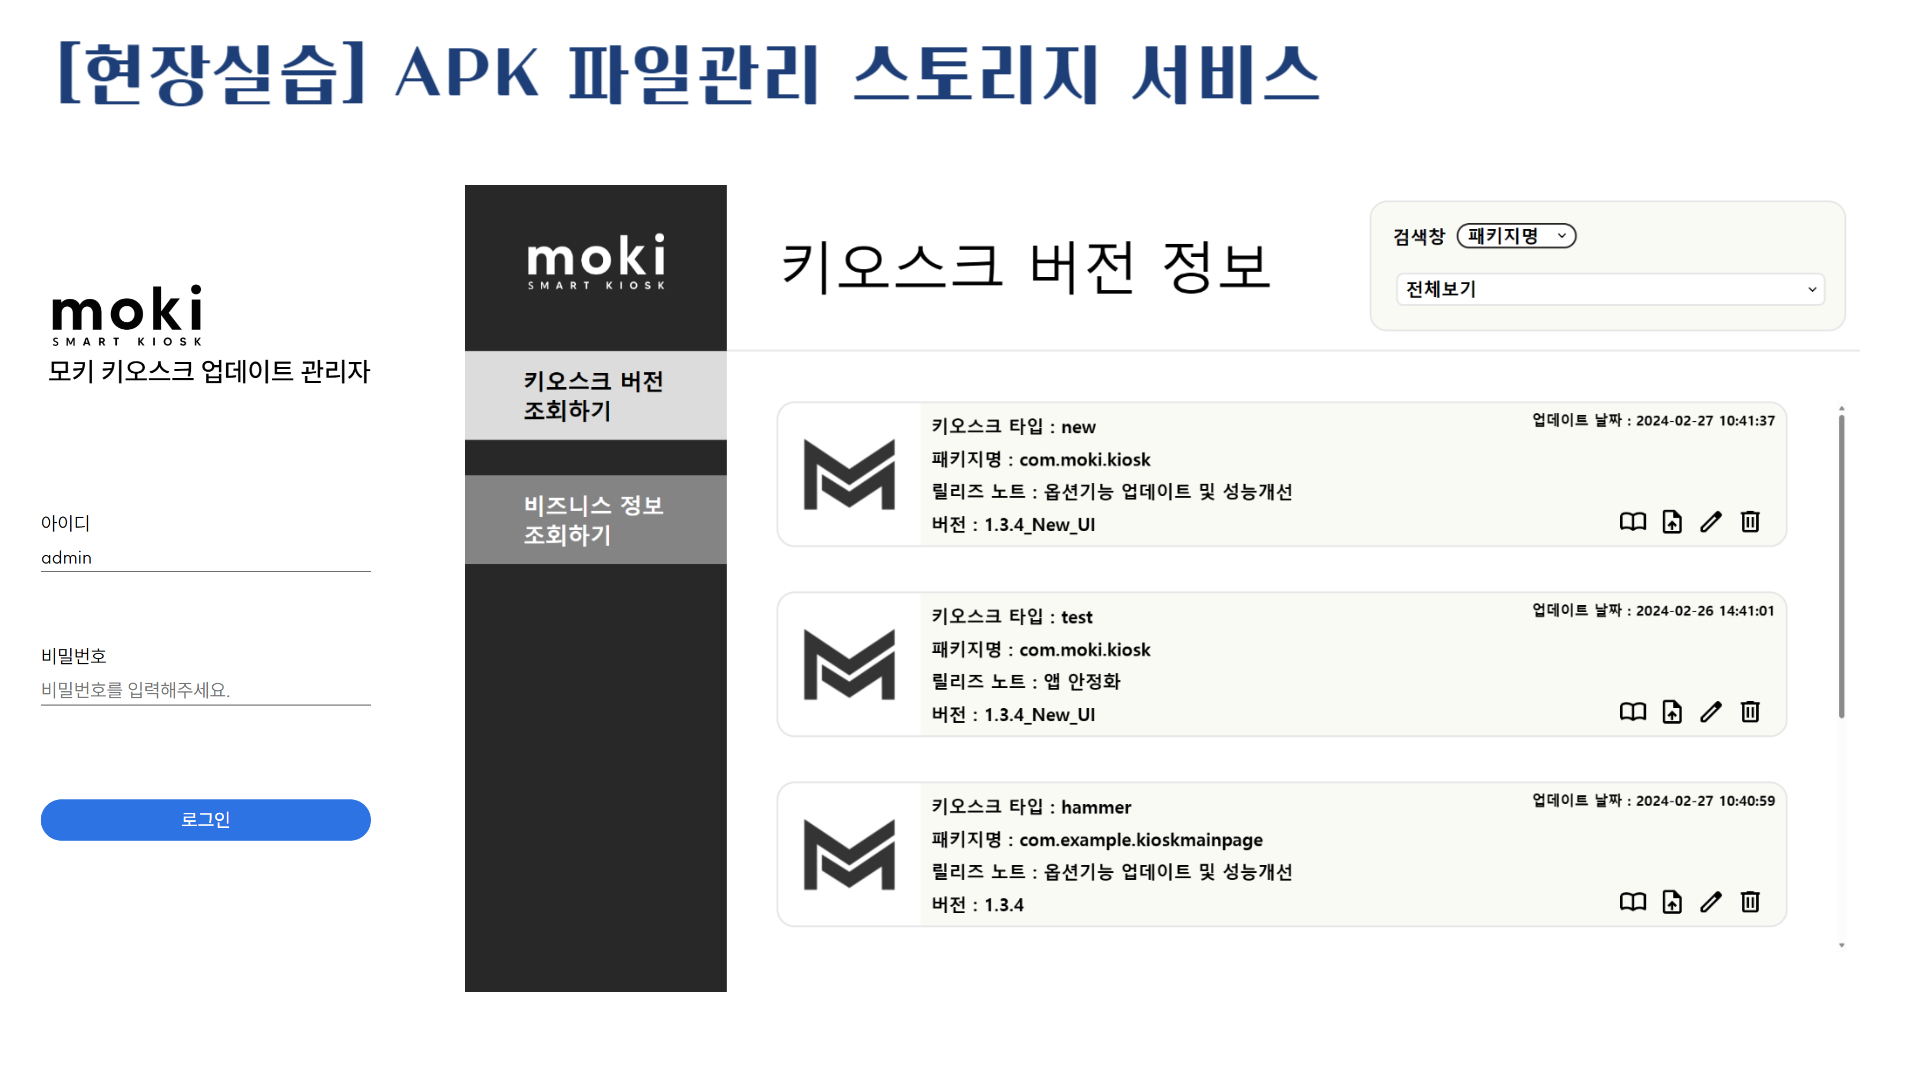 [현장실습] APK 파일관리 스토리지 서비스
moki
SMART KIOSK
모키 키오스크 업데이트 관리자
아이디
admin
비밀번호
비밀번호를 입력해주세요.
로그인
moki
SMART KIOSK
키오스크 버전
조회하기
비즈니스 정보
조회하기
키오스크 버전 정보
검색창 패키지명
전체보기
키오스크 타입 : new
업데이트 날짜 : 2024-02-27 10:41:37
패키지명 : com.moki.kiosk
릴리즈 노트 : 옵션기능 업데이트 및 성능개선
버전 : 1.3.4_New_UI
키오스크 타입 : test
업데이트 날짜 : 2024-02-26 14:41:01
패키지명 : com.moki.kiosk
릴리즈 노트 : 앱 안정화
버전 : 1.3.4_New_UI
키오스크 타입 : hammer
업데이트 날짜 : 2024-02-27 10:40:59
패키지명 : com.example.kioskmainpage
릴리즈 노트 : 옵션기능 업데이트 및 성능개선
버전 : 1.3.4